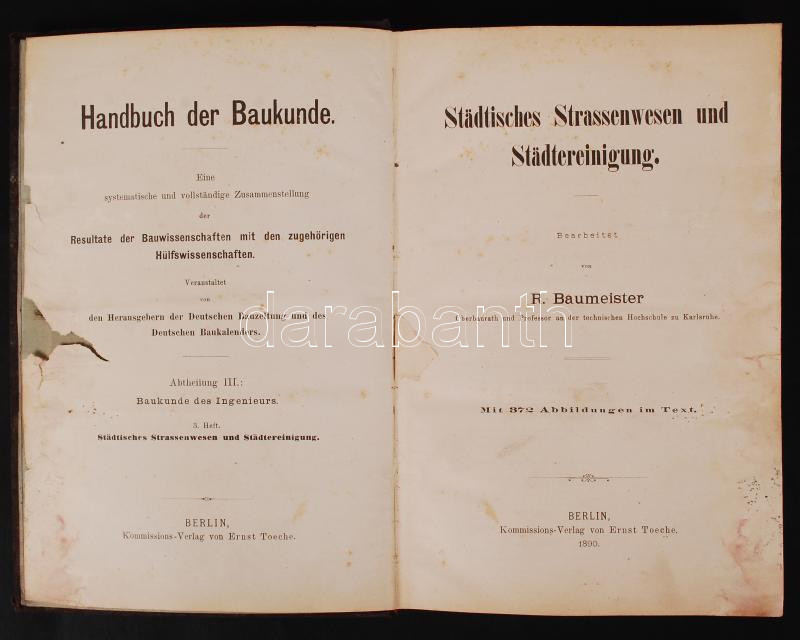 Handbuch der Baukunde.
Eine
systematische und vollständige Zusammenstellung
der
Resultate der Bauwissenschaften mit den zugehörigen
Hülfswissenschaften.
Veranstaltet
von
den Herausgebern der Deutschen Bauzeitung und des
Deutschen Baukalenders.
Abtheilung III.:
Baukunde des Ingenieurs.
3. Heft.
Städtisches Strassenwesen und Städtereinigung.
BERLIN,
Kommissions-Verlag von Ernst Toeche.
Städtisches Strassenwesen und
Städtereinigung.
Bearbeitet
von
R. Baumeister
Oberbaurath und Professor an der technischen Hochschule zu Karlsruhe.
Mit 372 Abbildungen im Text.
BERLIN,
Kommissions-Verlag von Ernst Toeche.
1890.
darabanth